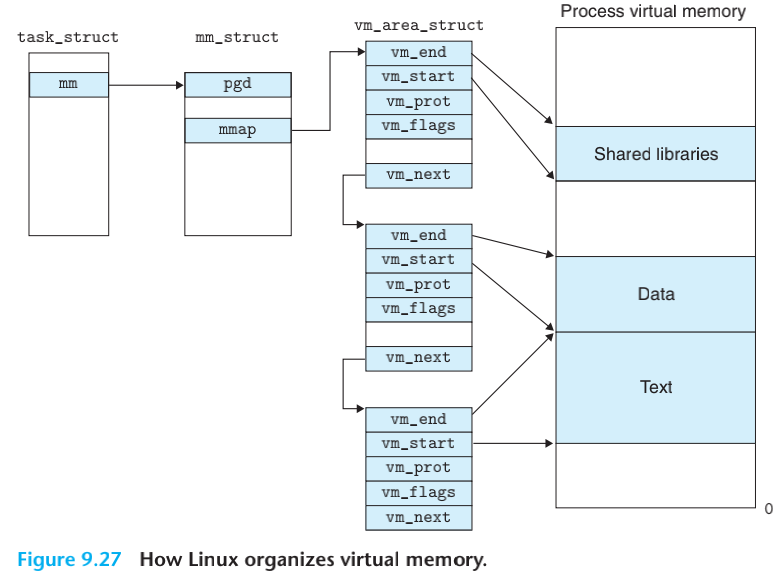 task_struct
mm
mm_struct
pgd
mmap
vm_area_struct
vm_end
vm_start
vm_prot
vm_flags
vm_next
vm_end
vm_start
vm_prot
vm_flags
vm_next
vm_end
vm_start
vm_prot
vm_flags
vm_next
Process virtual memory
Shared libraries
Data
Text
0
Figure 9.27 How Linux organizes virtual memory.